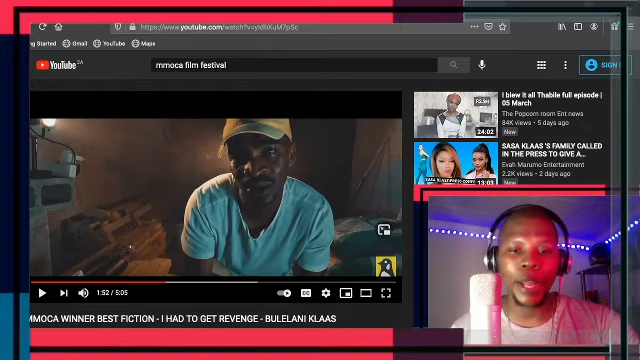 https://www.youtube.com/watch?v=yIdbXuM7pSc
ng Started
Gmail
YouTube
Maps
YouTube ZA
mmoca film festival
SIGN I
I blew it all Thabile full episode |
05 March
The Popcorn room Ent news
84K views • 5 days ago
New
24:02
SASA KLAAS 'S FAMILY CALLED
IN THE PRESS TO GIVE A...
Evah Marumo Entertainment
2.2K views • 2 days ago
New
13:03
1:52 / 5:05
MMOCA WINNER BEST FICTION - I HAD TO GET REVENGE - BULELANI KLAAS